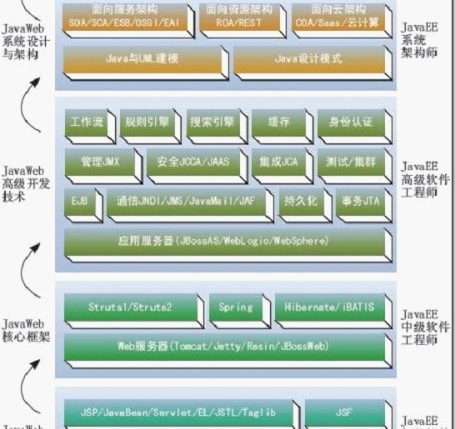 面向服务架构 面向资源架构 面向云架构
SOA/SCA/ESB/OSGI/EAI ROA/REST COA/Saas/云计算
JavaWeb
系统设计
与架构
JavaEE
系统
架构师
Java与UML建模 Java设计模式
工作流 规则引擎 搜索引擎 缓存 身份认证
管理JMX 安全JCCA/JAAS 集成JCA 测试/集群
JavaWeb
高级开发
技术
JavaEE
高级软件
工程师
EJB 通信JNDI/JMS/JavaMail/JAF 持久化 事务JTA
应用服务器(JBossAS/WebLogic/WebSphere)
Struts1/Struts2 Spring Hibernate/iBATIS
JavaWeb
核心框架
JavaEE
中级软件
工程师
Web服务器(Tomcat/Jetty/Resin/JBossWeb)
JSP/JavaBean/Servlet/EL/JSTL/Taglib JSF
JavaWeb
JavaEE